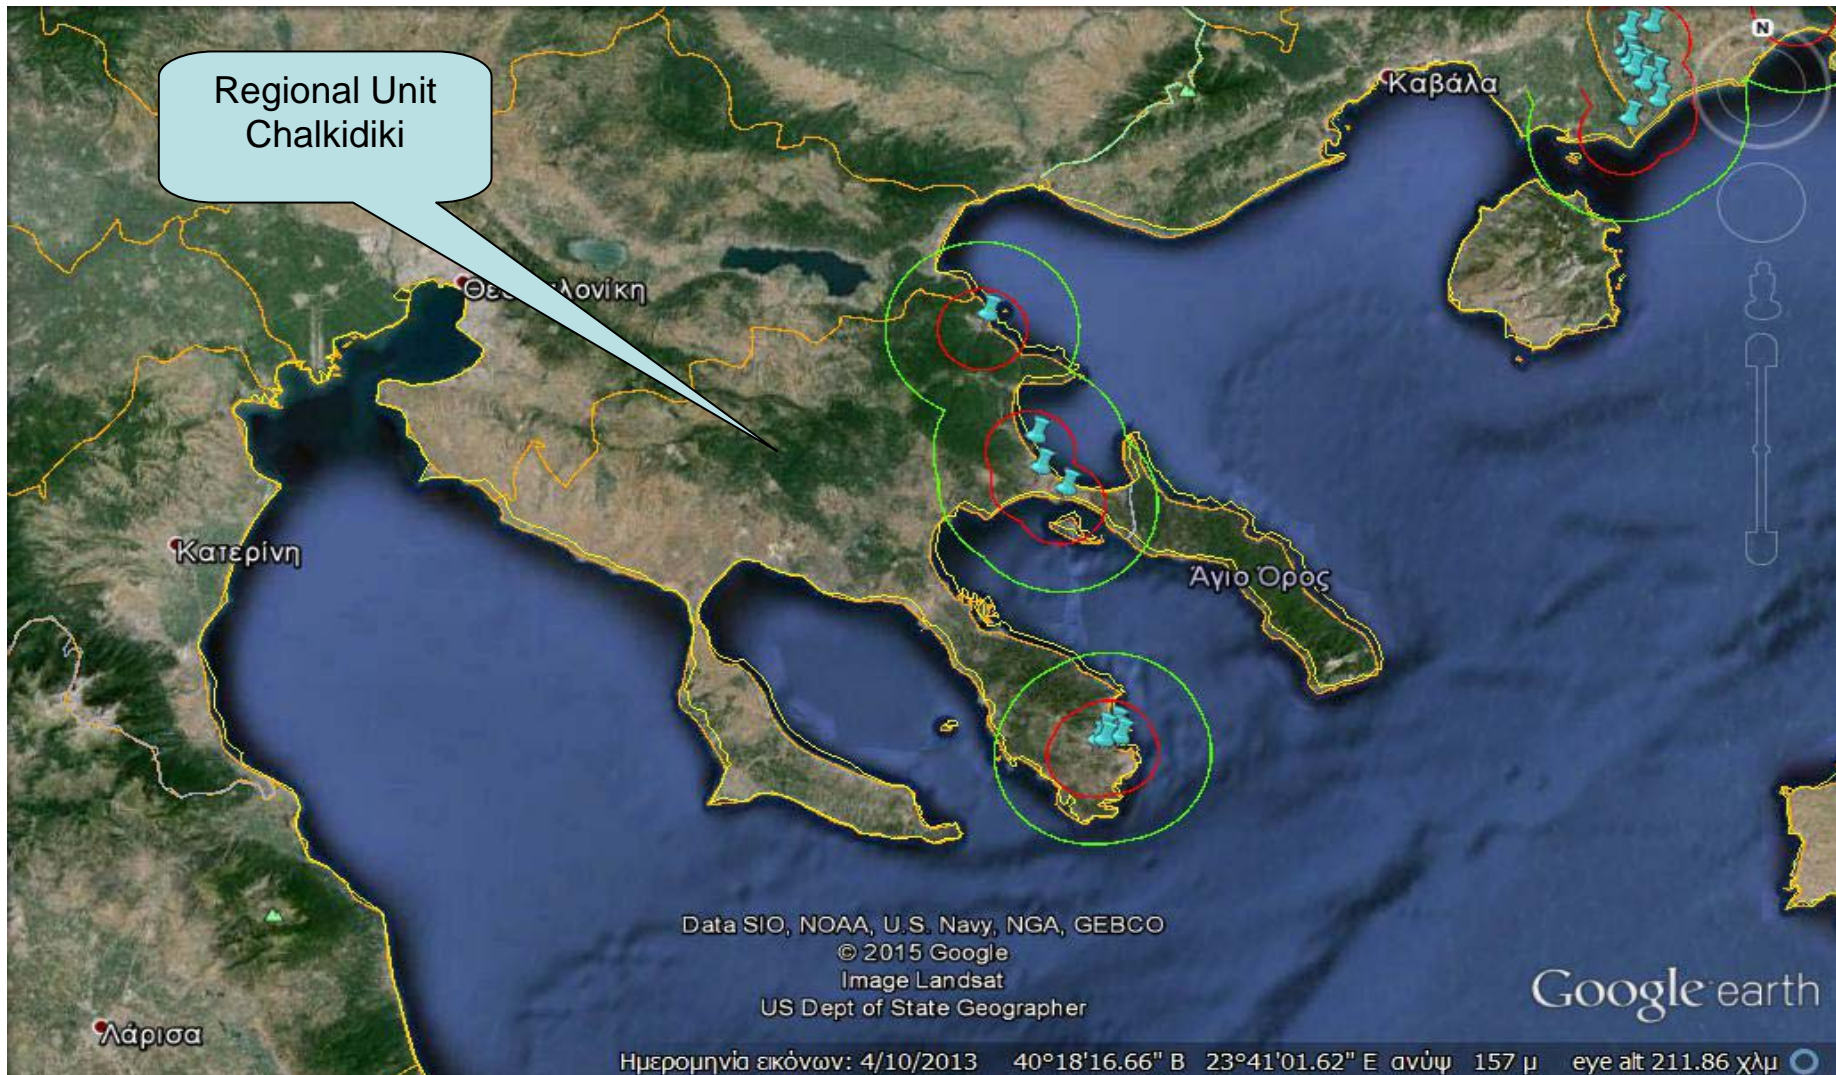 Regional Unit
Chalkidiki
N
Καβάλα
Κατερίνη
Άγιο Όρος
Λάρισα
Data SIO, NOAA, U.S. Navy, NGA, GEBCO
© 2015 Google
Image Landsat
US Dept of State Geographer
Google earth
Ημερομηνία εικόνων: 4/10/2013 40°18'16.66" Β 23°41'01.62" Ε ανύψ 157 μ eye alt 211.86 χλμ